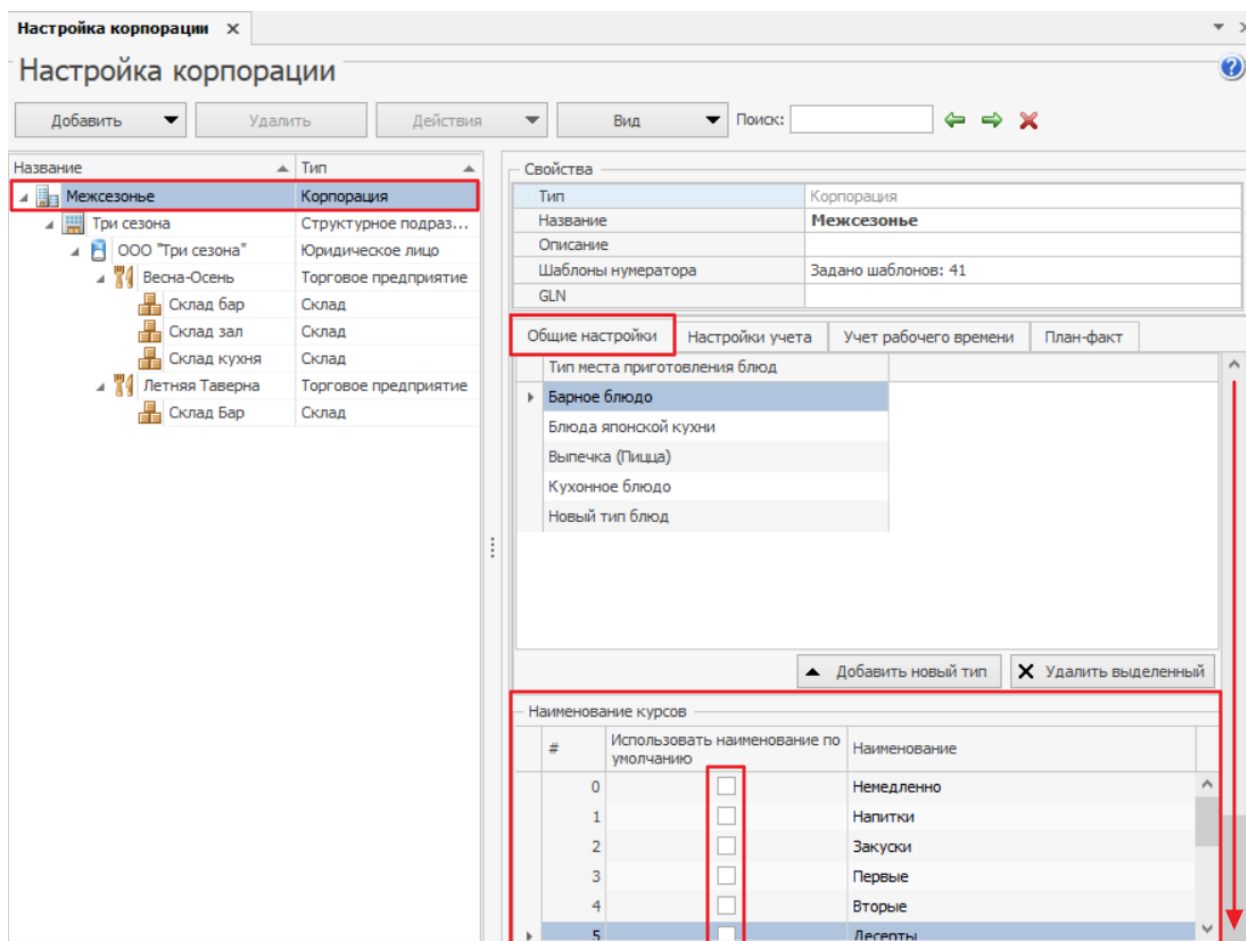 Настройка корпорации x
Настройка корпорации
Добавить Удалить Действия Вид Поиск:
Название Тип
Межсезонье Корпорация
Три сезона Структурное подраз...
ООО "Три сезона" Юридическое лицо
Весна-Осень Торговое предприятие
Склад бар Склад
Склад зал Склад
Склад кухня Склад
Летняя Таверна Торговое предприятие
Склад Бар Склад
Свойства
Тип Корпорация
Название Межсезонье
Описание
Шаблоны нумератора Задано шаблонов: 41
GLN
Общие настройки Настройки учета Учет рабочего времени План-факт
Тип места приготовления блюд
Барное блюдо
Блюда японской кухни
Выпечка (Пицца)
Кухонное блюдо
Новый тип блюд
Добавить новый тип Удалить выделенный
Наименование курсов
# Использовать наименование по умолчанию Наименование
0 Немедленно
1 Напитки
2 Закуски
3 Первые
4 Вторые
5 Десерты